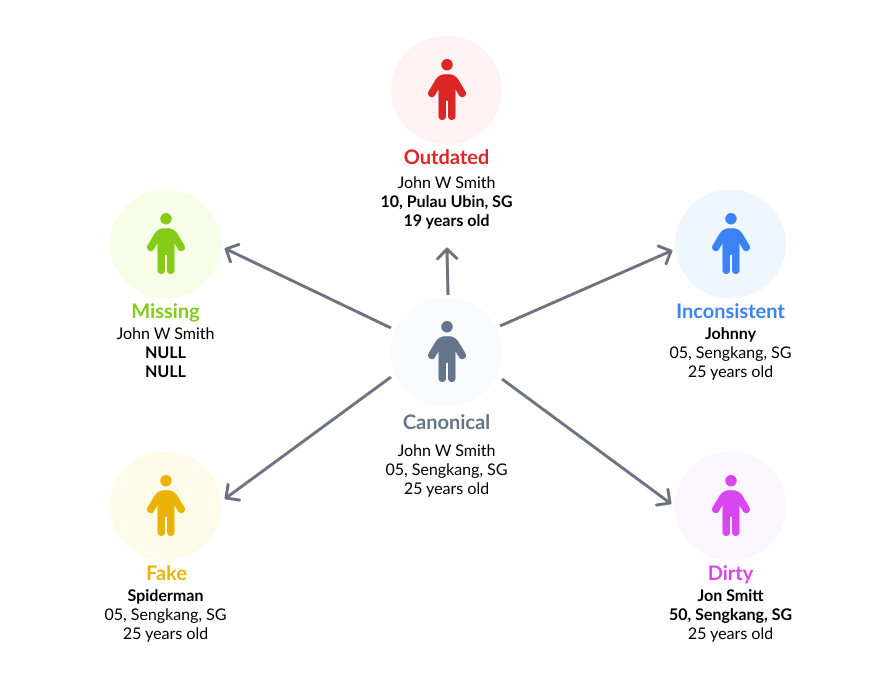 Outdated
John W Smith
10, Pulau Ubin, SG
19 years old
Missing
John W Smith
NULL
NULL
Inconsistent
Johnny
05, Sengkang, SG
25 years old
Canonical
John W Smith
05, Sengkang, SG
25 years old
Fake
Spiderman
05, Sengkang, SG
25 years old
Dirty
Jon Smitt
50, Sengkang, SG
25 years old